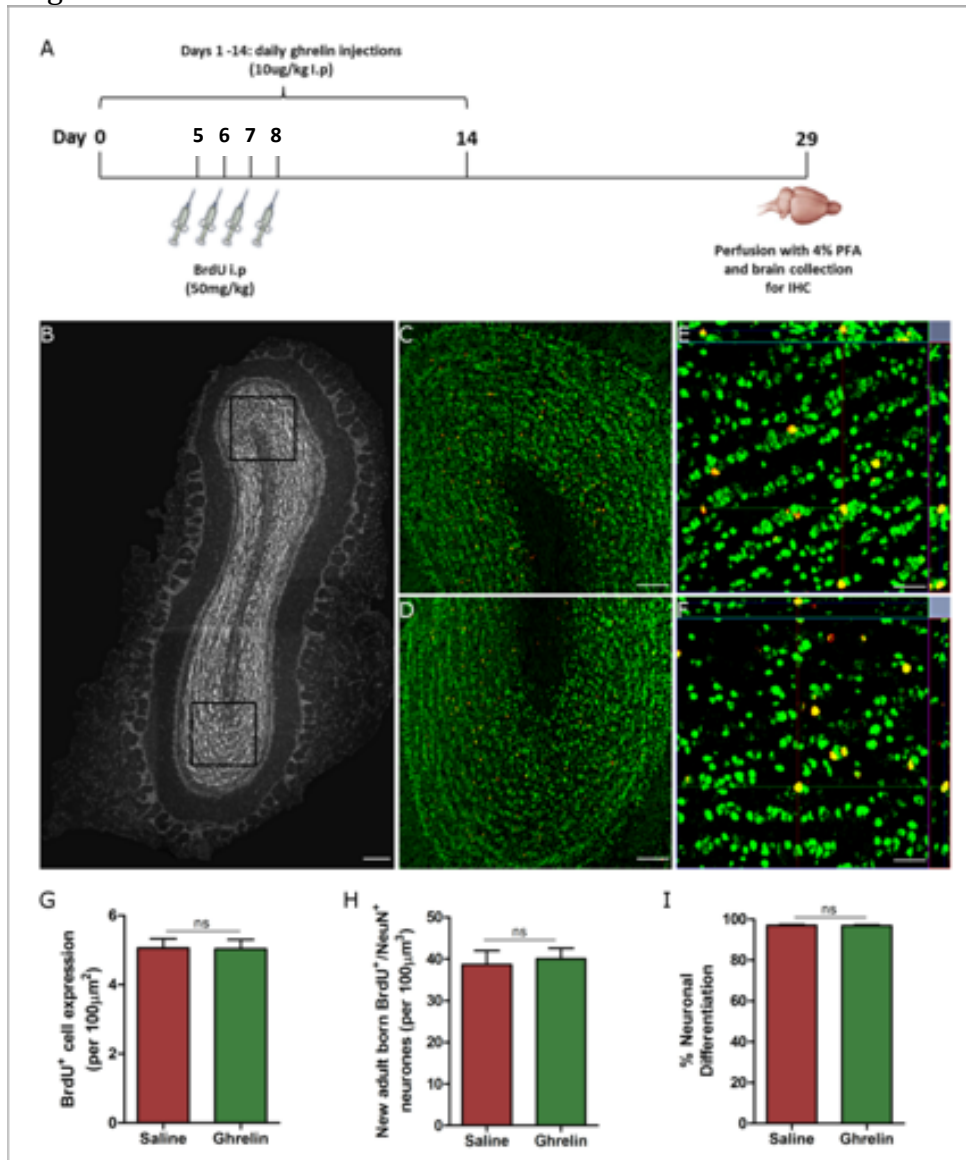 A
Days 1 -14: daily ghrelin injections
(10ug/kg I.p)
Day 0 5 6 7 8 14 29
BrdU i.p
(50mg/kg)
Perfusion with 4% PFA
and brain collection
for IHC
B C E
D F
G
ns
BrdU⁺ cell expression
(per 100μm²)
6
4
2
0
Saline Ghrelin
H
ns
New adult born BrdU⁺/NeuN⁺
neurones (per 100μm³)
50
40
30
20
10
0
Saline Ghrelin
I
ns
% Neuronal
Differentiation
100
80
60
40
20
0
Saline Ghrelin